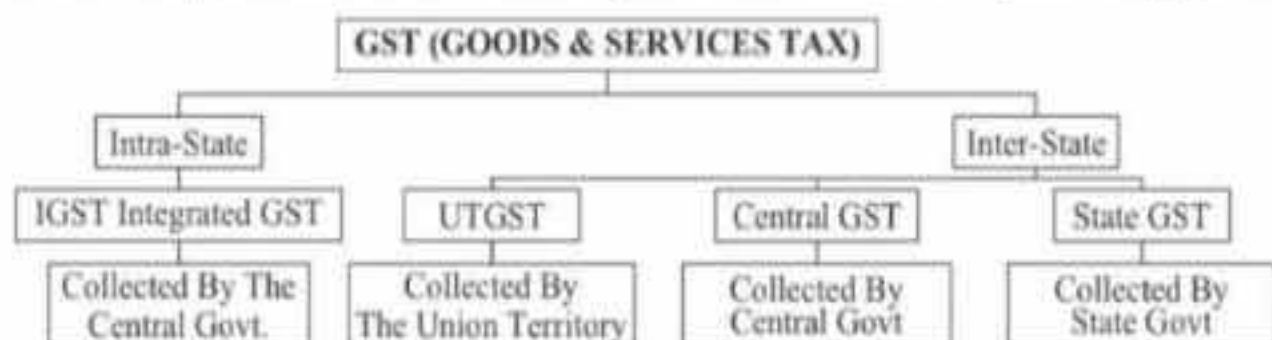 GST (GOODS & SERVICES TAX)
Intra-State
Inter-State
IGST Integrated GST
UTGST
Central GST
State GST
Collected By The
Central Govt.
Collected By
The Union Territory
Collected By
Central Govt
Collected By
State Govt